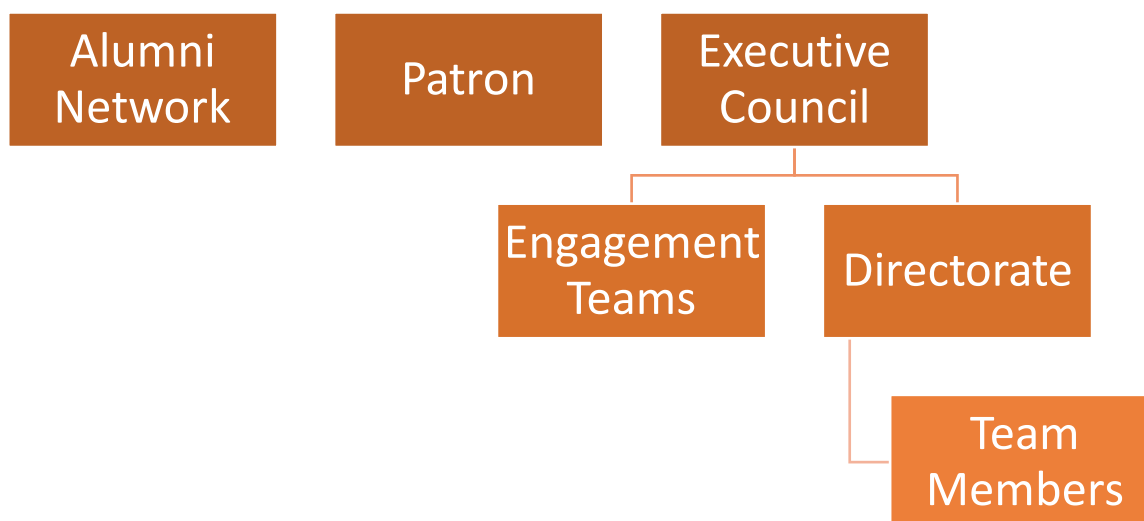 Alumni
Network
Patron
Executive
Council
Engagement
Teams
Directorate
Team
Members